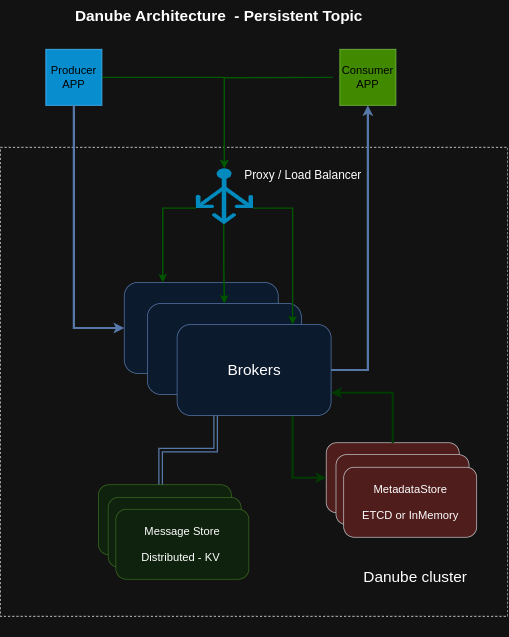 Danube Architecture - Persistent Topic
Producer
APP
Consumer
APP
Proxy / Load Balancer
Brokers
MetadataStore
ETCD or InMemory
Message Store
Distributed - KV
Danube cluster